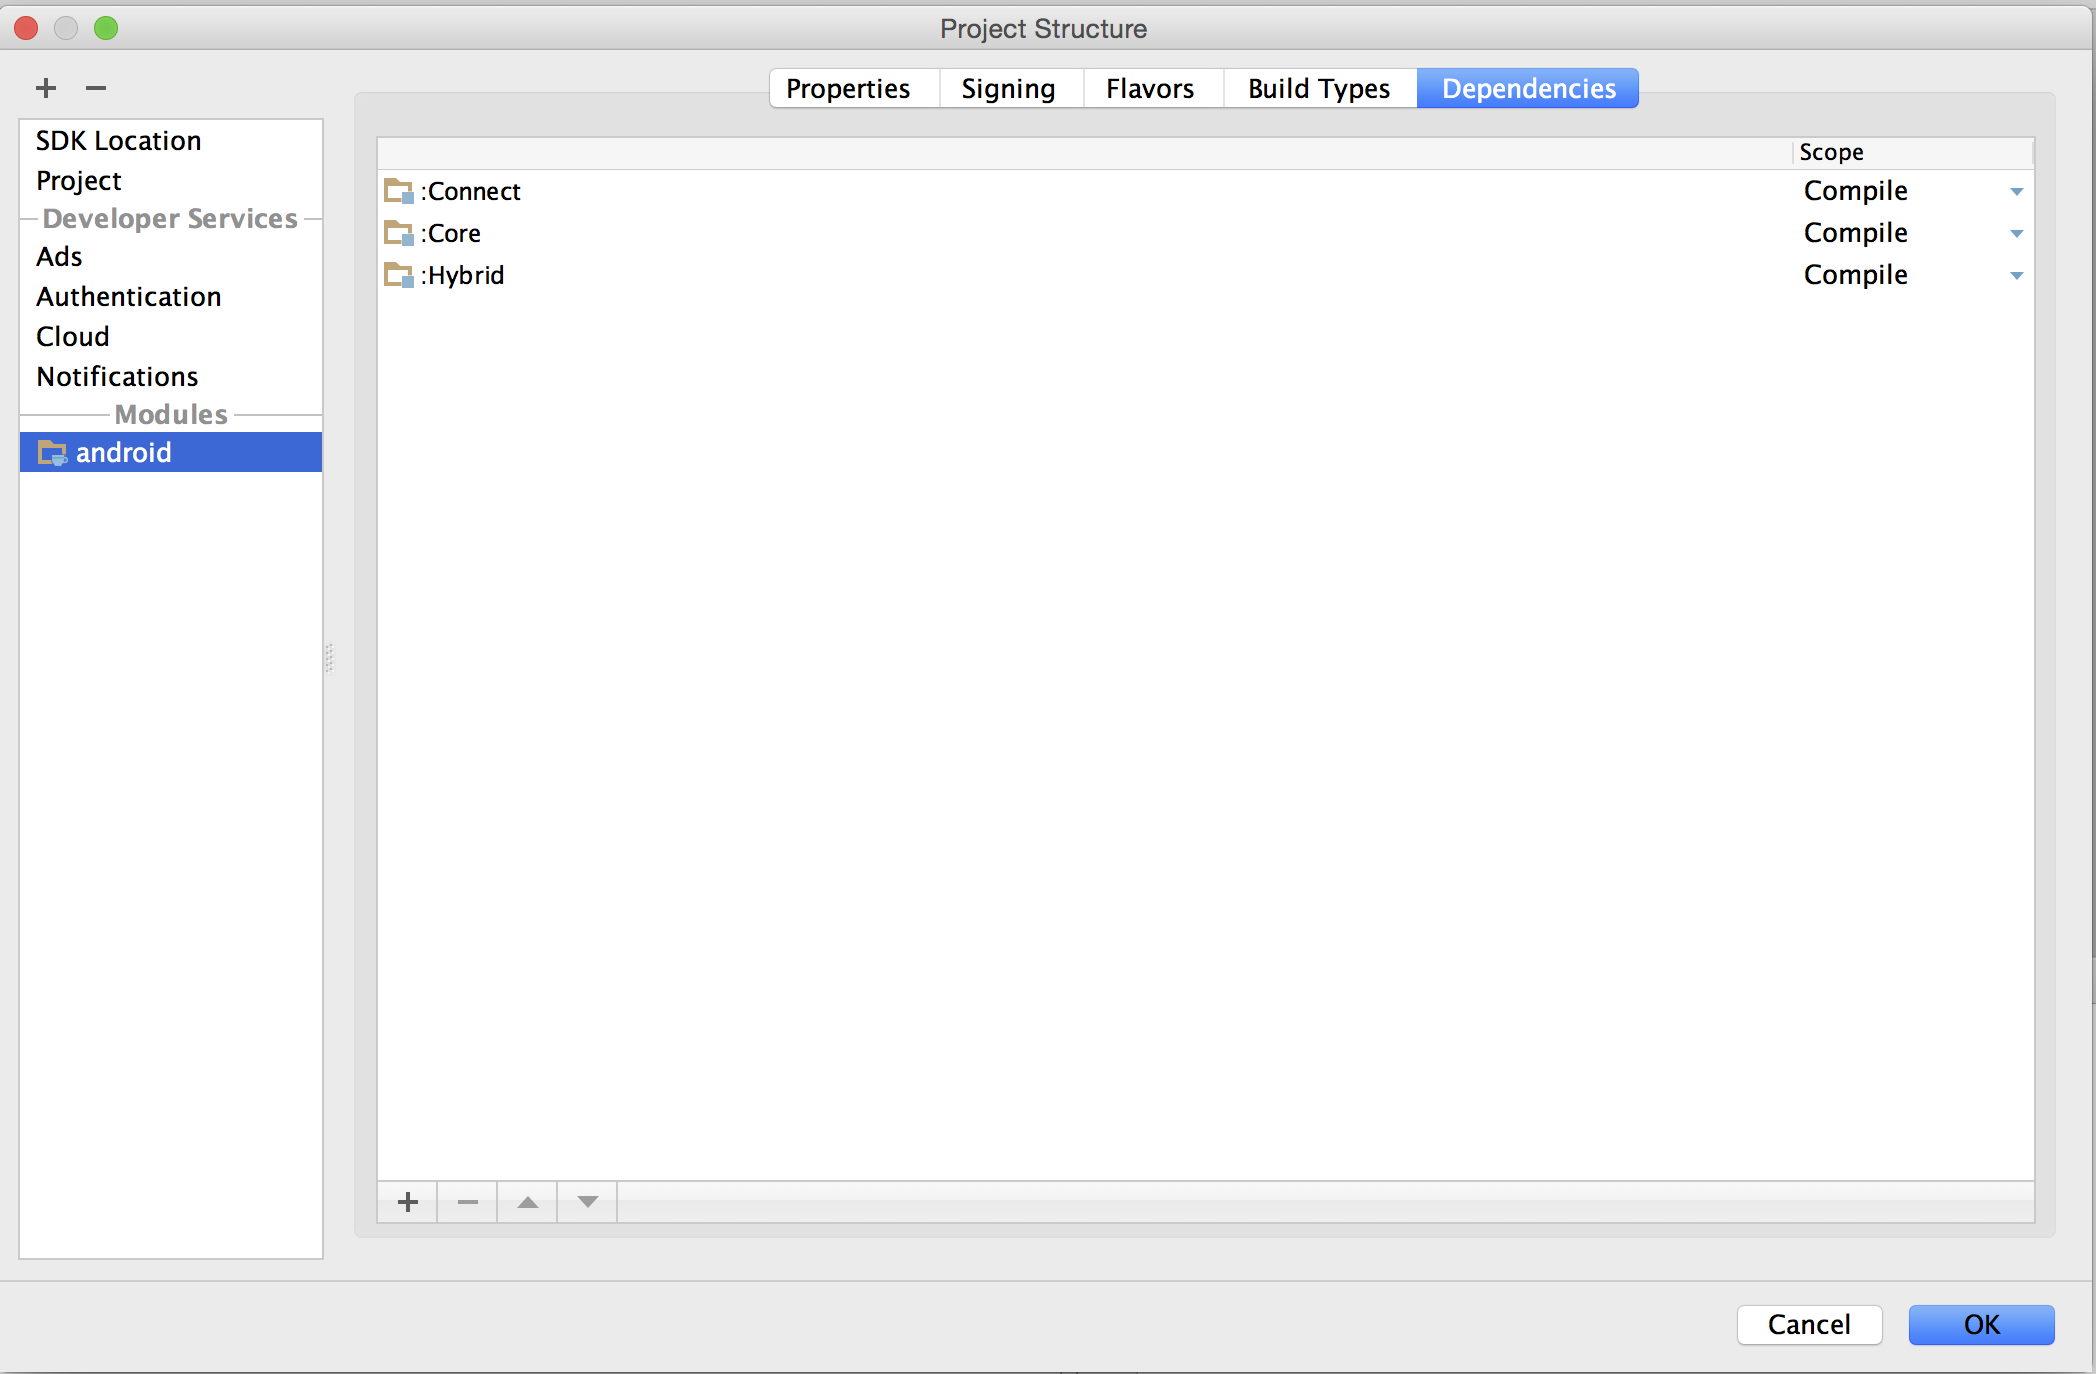 Project Structure
Properties Signing Flavors Build Types Dependencies
SDK Location
Project
Developer Services
Ads
Authentication
Cloud
Notifications
Modules
android
Scope
:Connect Compile
:Core Compile
:Hybrid Compile
Cancel OK